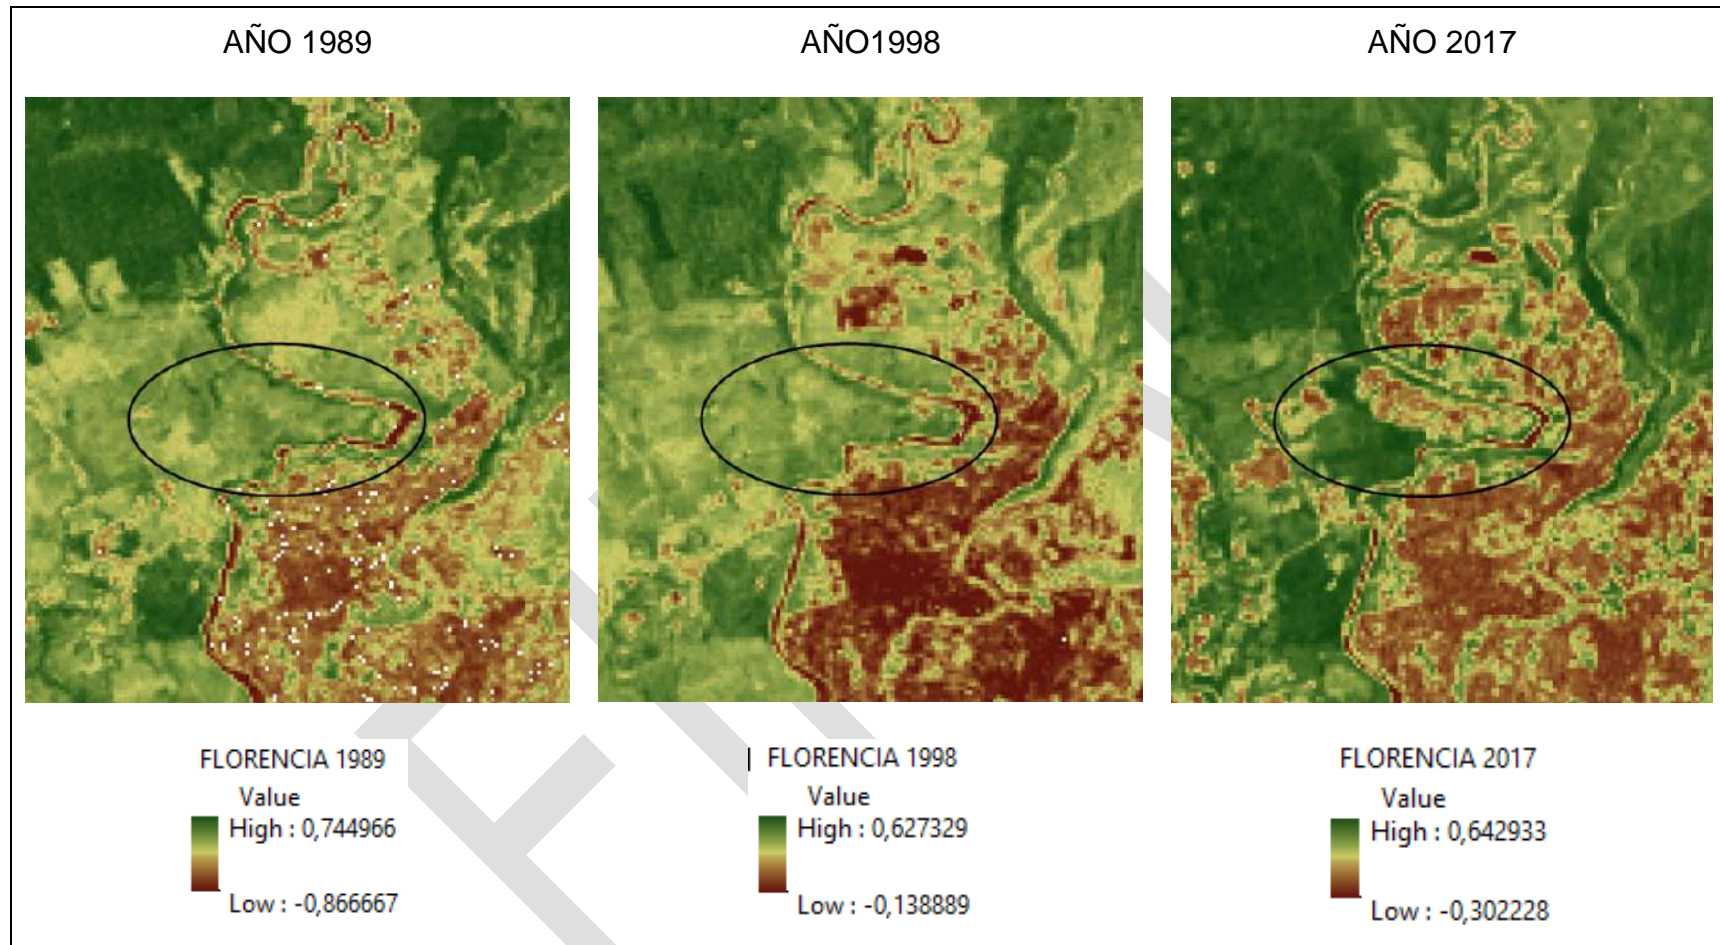 AÑO 1989
AÑO1998
AÑO 2017
FLORENCIA 1989
Value
High : 0,744966
Low : -0,866667
FLORENCIA 1998
Value
High : 0,627329
Low : -0,138889
FLORENCIA 2017
Value
High : 0,642933
Low : -0,302228